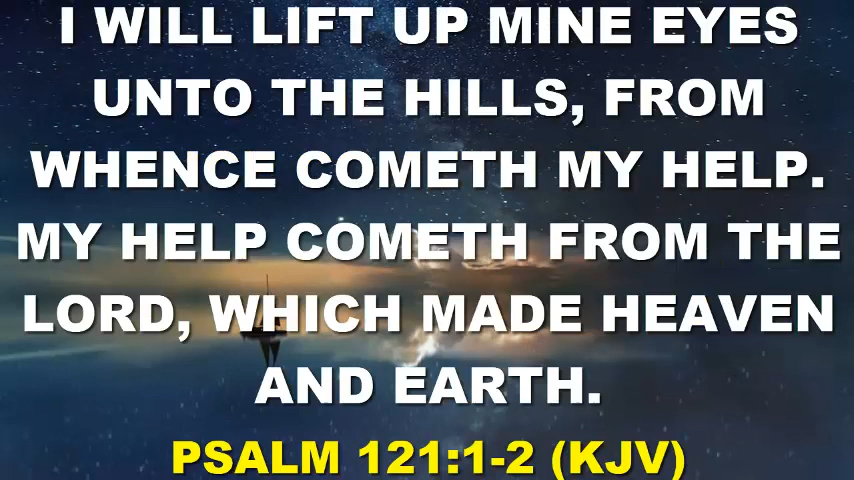 I WILL LIFT UP MINE EYES
UNTO THE HILLS, FROM
WHENCE COMETH MY HELP.
MY HELP COMETH FROM THE
LORD, WHICH MADE HEAVEN
AND EARTH.
PSALM 121:1-2 (KJV)